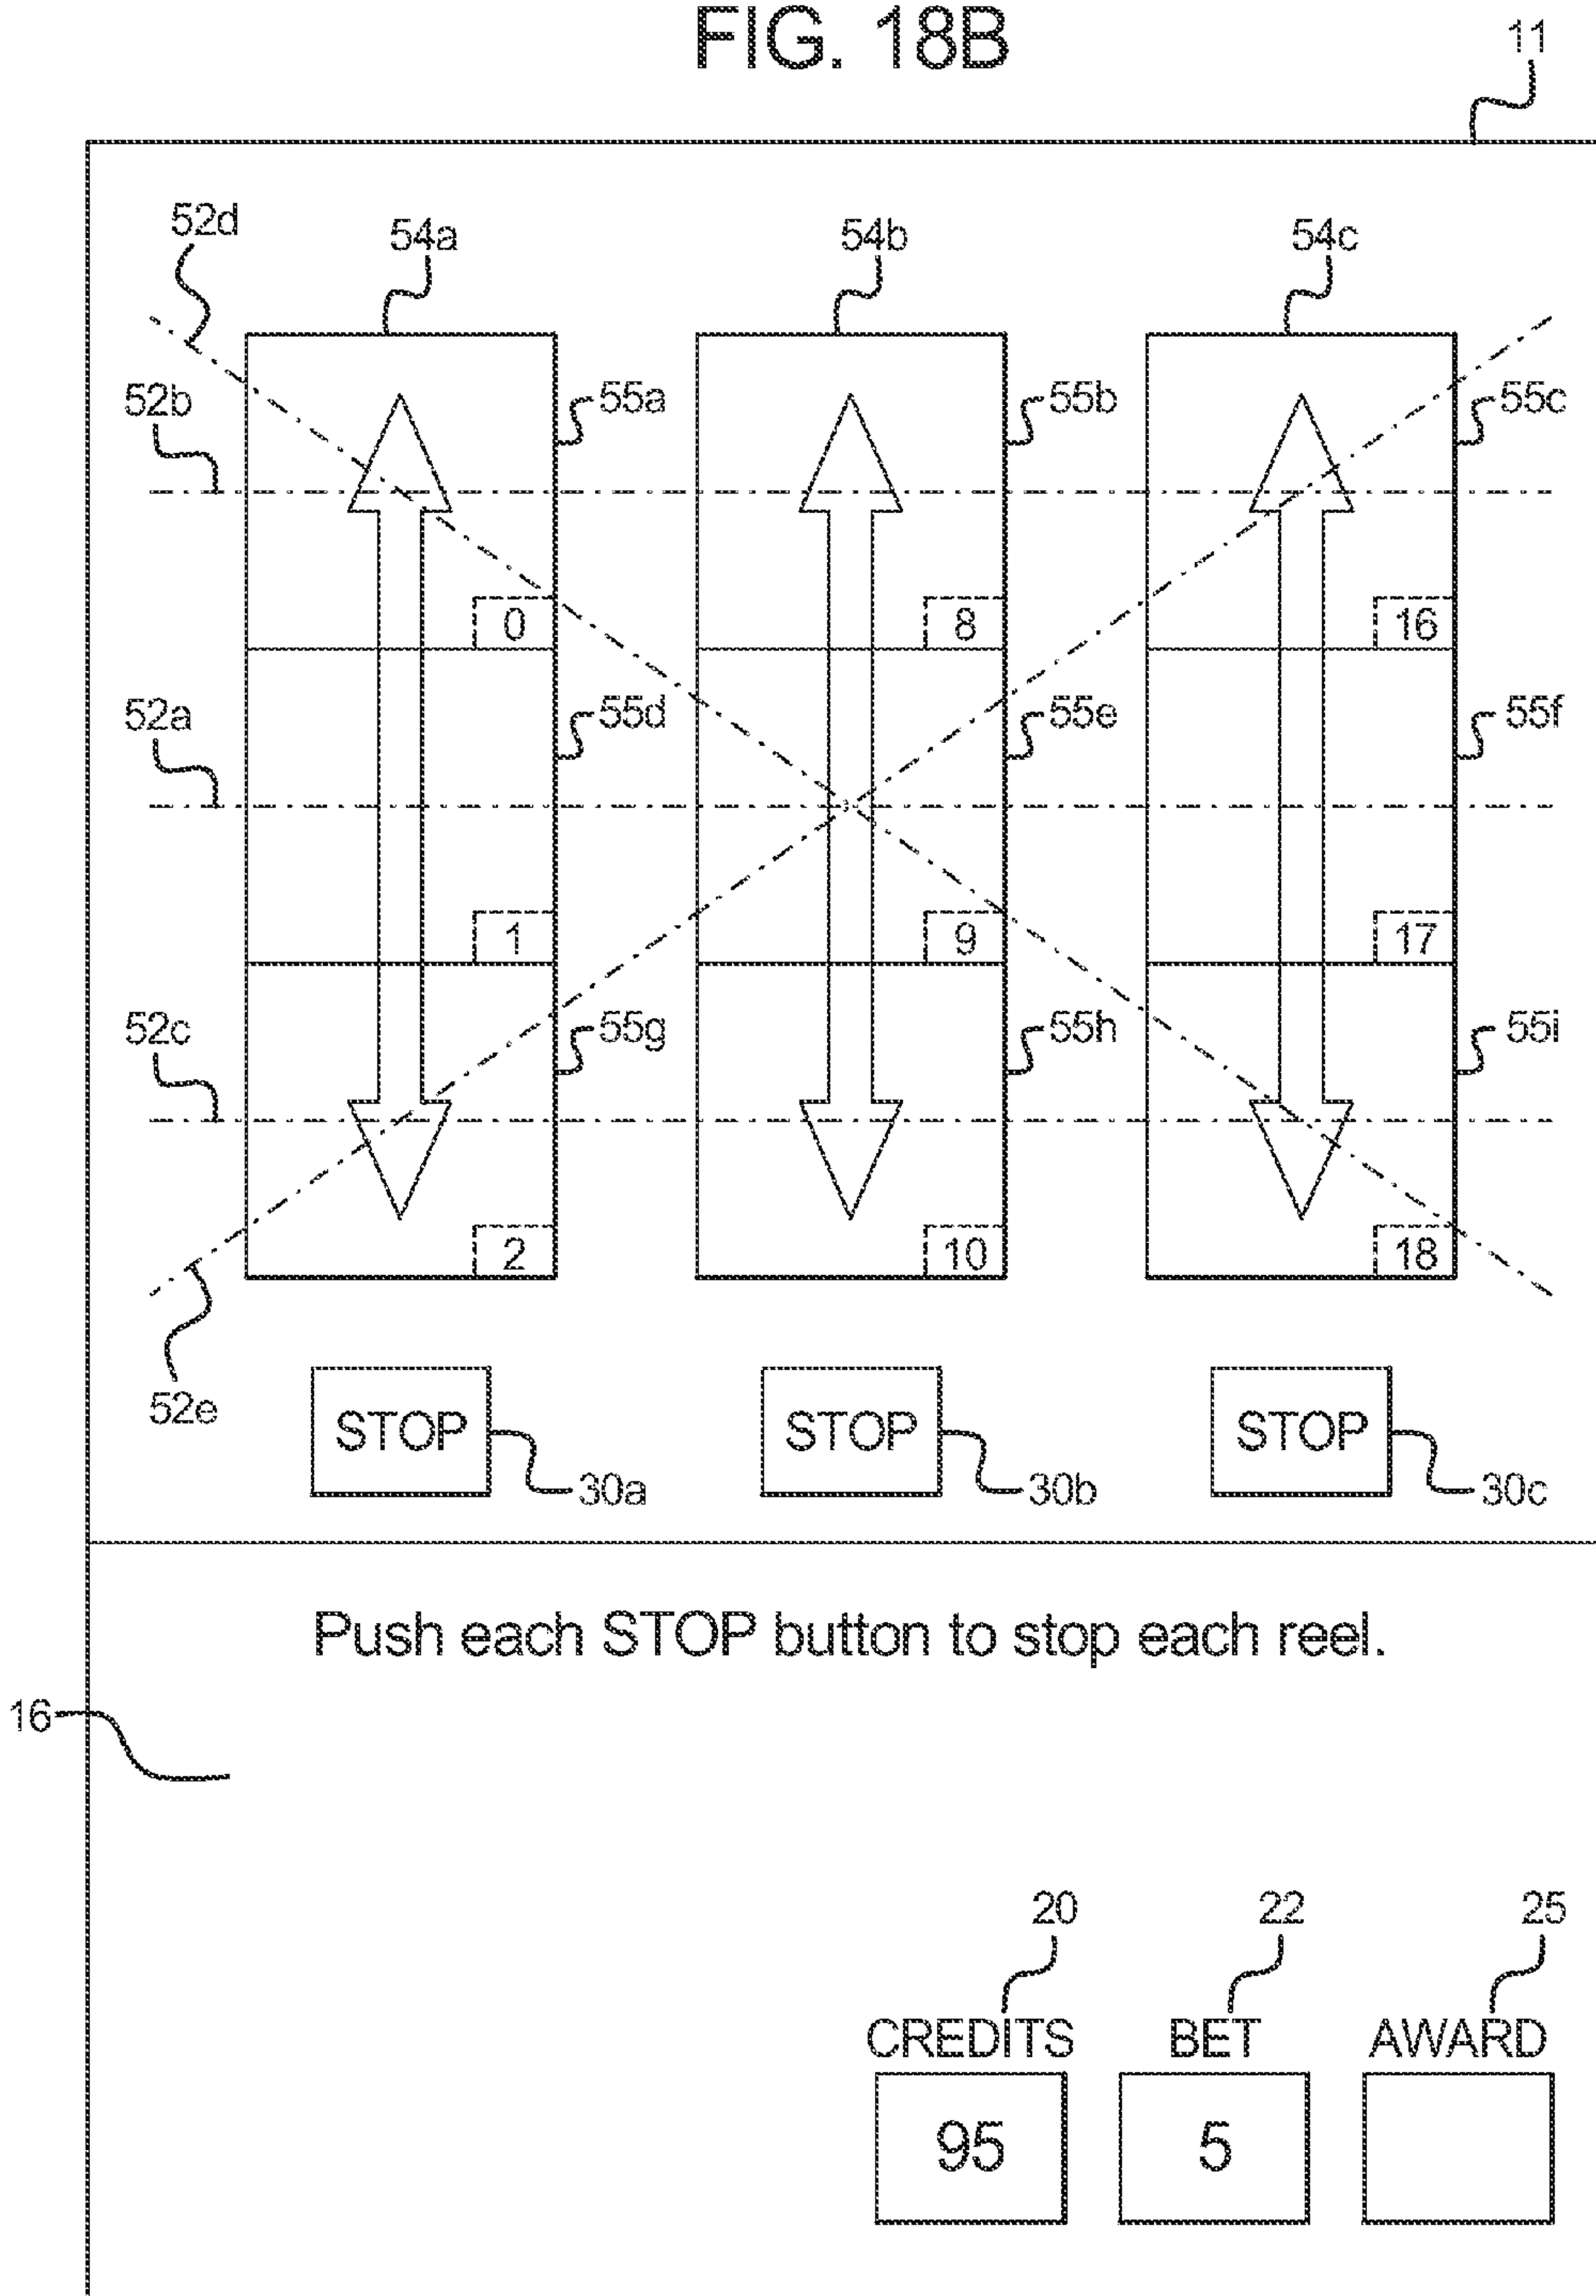 FIG. 18B
11
52d 54a 54b 54c
52b 55a 55b 55c
0 8 16
52a 55d 55e 55f
1 9 17
52c 55g 55h 55i
2 10 18
52e STOP STOP STOP
30a 30b 30c
Push each STOP button to stop each reel.
16
20 22 25
CREDITS BET AWARD
95 5